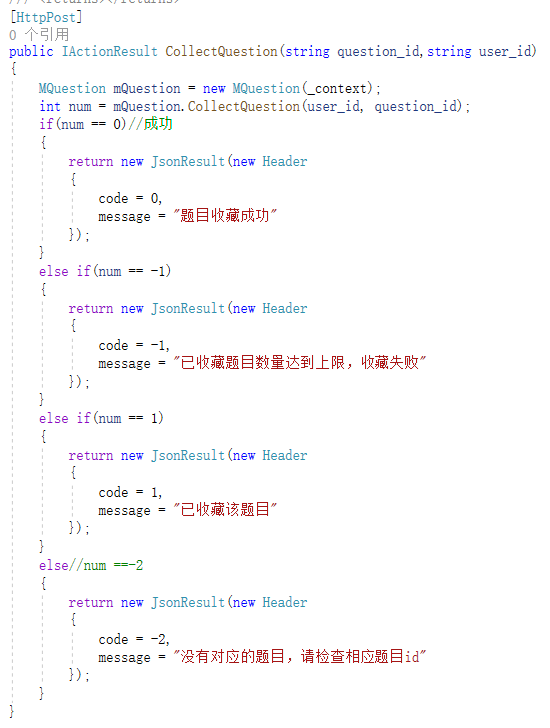 /// <returns></returns>
[HttpPost]
0 个引用
public IActionResult CollectQuestion(string question_id,string user_id)
{
MQuestion mQuestion = new MQuestion(_context);
int num = mQuestion.CollectQuestion(user_id, question_id);
if(num == 0)//成功
{
return new JsonResult(new Header
{
code = 0,
message = "题目收藏成功"
});
}
else if(num == -1)
{
return new JsonResult(new Header
{
code = -1,
message = "已收藏题目数量达到上限，收藏失败"
});
}
else if(num == 1)
{
return new JsonResult(new Header
{
code = 1,
message = "已收藏该题目"
});
}
else//num ==-2
{
return new JsonResult(new Header
{
code = -2,
message = "没有对应的题目，请检查相应题目id"
});
}
}